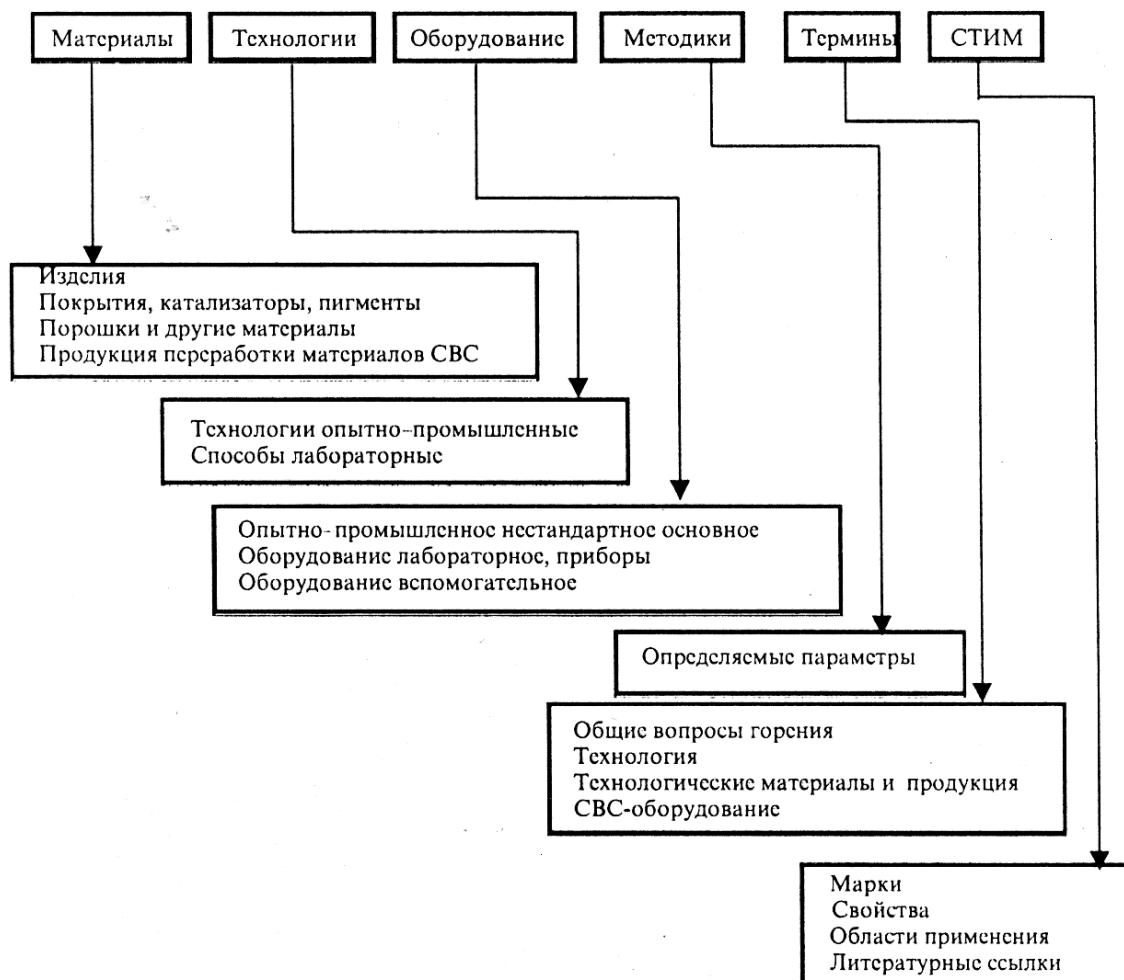 Материалы Технологии Оборудование Методики Термины СТИМ
Изделия
Покрытия, катализаторы, пигменты
Порошки и другие материалы
Продукция переработки материалов СВС
Технологии опытно-промышленные
Способы лабораторные
Опытно-промышленное нестандартное основное
Оборудование лабораторное, приборы
Оборудование вспомогательное
Определяемые параметры
Общие вопросы горения
Технология
Технологические материалы и продукция
СВС-оборудование
Марки
Свойства
Области применения
Литературные ссылки